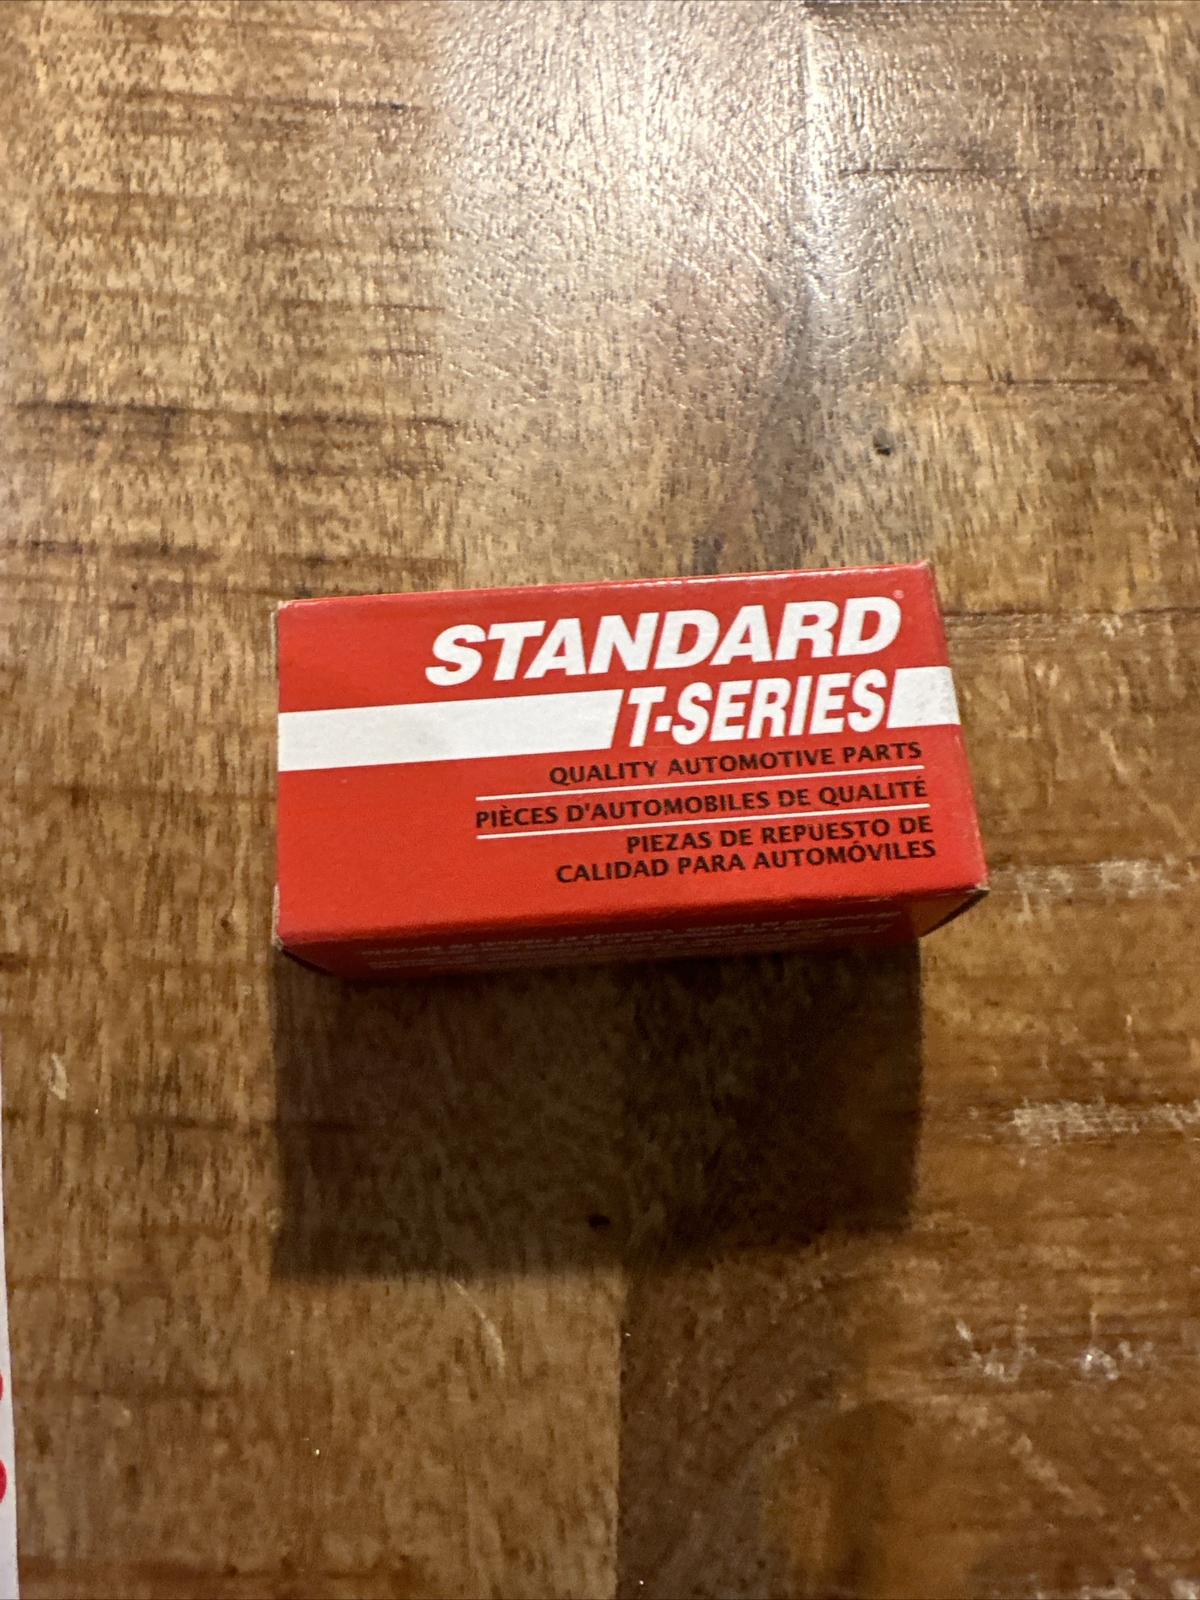 STANDARD®
T-SERIES
QUALITY AUTOMOTIVE PARTS
PIÈCES D'AUTOMOBILES DE QUALITÉ
PIEZAS DE REPUESTO DE
CALIDAD PARA AUTOMÓVILES